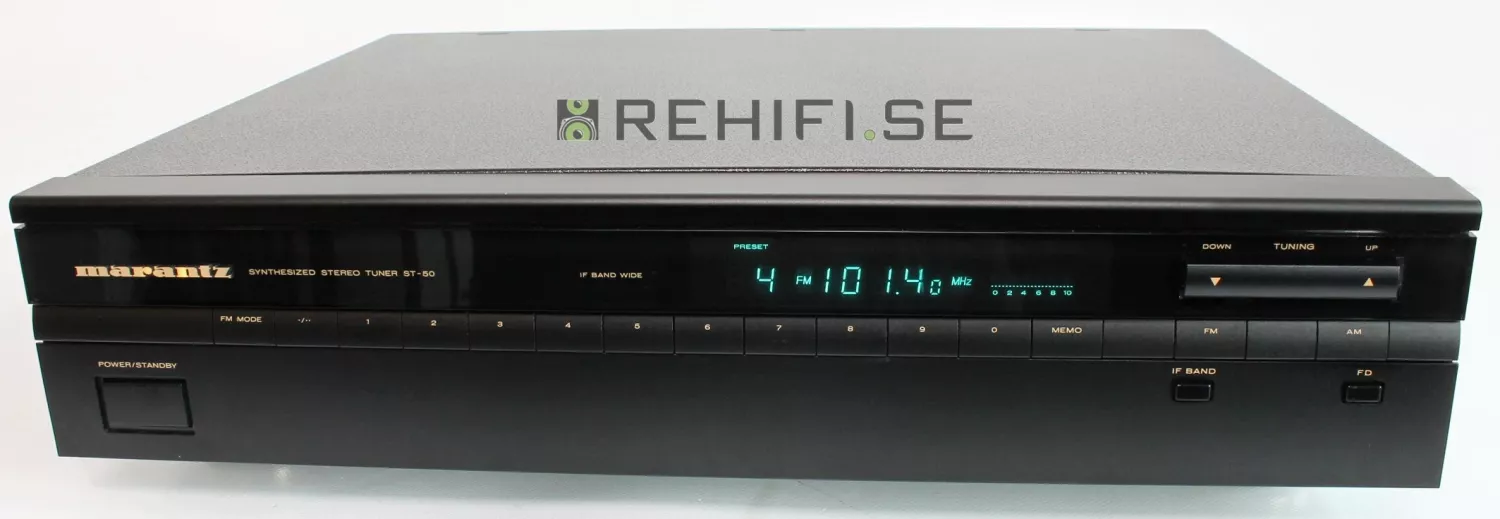 REHIFI.SE
marantz SYNTHESIZED STEREO TUNER ST-50
IF BAND WIDE
PRESET
4 FM 101.40 MHz
0 2 4 6 8 10
DOWN TUNING UP
FM MODE -/-- 1 2 3 4 5 6 7 8 9 0 MEMO FM AM
POWER/STANDBY
IF BAND
FD